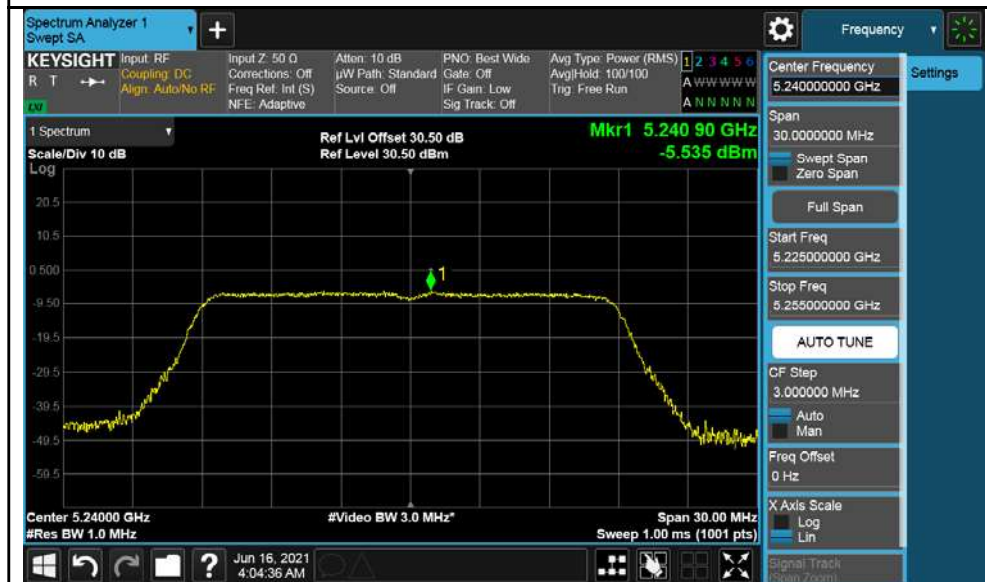 Spectrum Analyzer 1
Swept SA
+
Frequency
KEYSIGHT
R T
LXI
Input: RF
Coupling: DC
Align: Auto/No RF
Input Z: 50 Ω
Corrections: Off
Freq Ref: Int (S)
NFE: Adaptive
Atten: 10 dB
µW Path: Standard
Source: Off
PNO: Best Wide
Gate: Off
IF Gain: Low
Sig Track: Off
Avg Type: Power (RMS)
Avg|Hold: 100/100
Trig: Free Run
1 2 3 4 5 6
A W W W W W
A N N N N N
1 Spectrum
Scale/Div 10 dB
Log
Ref Lvl Offset 30.50 dB
Ref Level 30.50 dBm
Mkr1 5.240 90 GHz
-5.535 dBm
20.5
10.5
0.500
-9.50
-19.5
-29.5
-39.5
-49.5
-59.5
1
Center 5.24000 GHz
#Res BW 1.0 MHz
#Video BW 3.0 MHz*
Span 30.00 MHz
Sweep 1.00 ms (1001 pts)
Center Frequency
5.240000000 GHz
Span
30.0000000 MHz
Swept Span
Zero Span
Full Span
Start Freq
5.225000000 GHz
Stop Freq
5.255000000 GHz
AUTO TUNE
CF Step
3.000000 MHz
Auto
Man
Freq Offset
0 Hz
X Axis Scale
Log
Lin
Signal Track
(Span Zoom)
Settings
?
Jun 16, 2021
4:04:36 AM